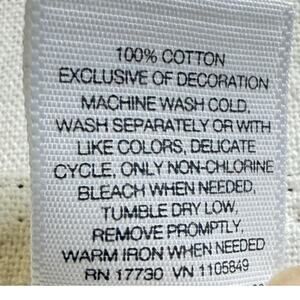 100% COTTON
EXCLUSIVE OF DECORATION
MACHINE WASH COLD,
WASH SEPARATELY OR WITH
LIKE COLORS, DELICATE
CYCLE, ONLY NON-CHLORINE
BLEACH WHEN NEEDED,
TUMBLE DRY LOW,
REMOVE PROMPTLY,
WARM IRON WHEN NEEDED
RN 17730 VN 1105849